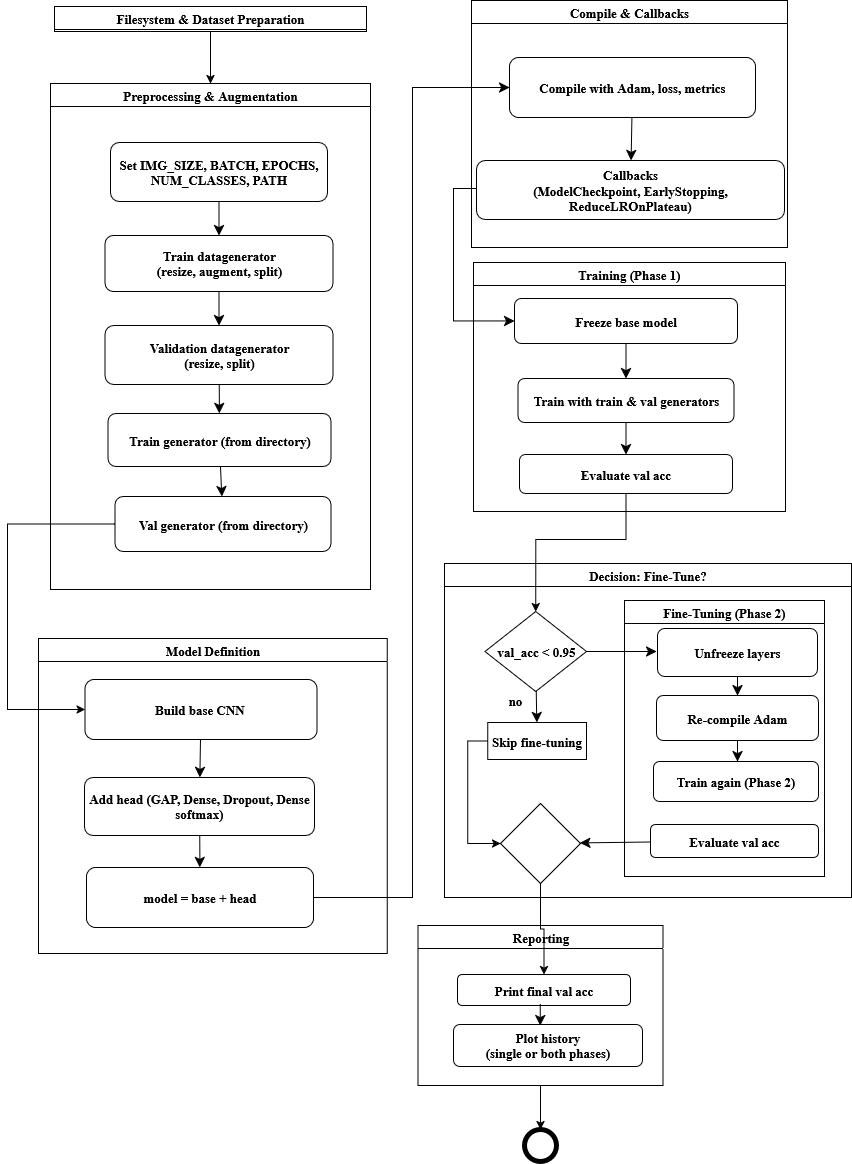 Filesystem & Dataset Preparation
Preprocessing & Augmentation
Set IMG_SIZE, BATCH, EPOCHS,
NUM_CLASSES, PATH
Train datagenerator
(resize, augment, split)
Validation datagenerator
(resize, split)
Train generator (from directory)
Val generator (from directory)
Model Definition
Build base CNN
Add head (GAP, Dense, Dropout, Dense
softmax)
model = base + head
Compile & Callbacks
Compile with Adam, loss, metrics
Callbacks
(ModelCheckpoint, EarlyStopping,
ReduceLROnPlateau)
Training (Phase 1)
Freeze base model
Train with train & val generators
Evaluate val acc
Decision: Fine-Tune?
val_acc < 0.95
no
Skip fine-tuning
Fine-Tuning (Phase 2)
Unfreeze layers
Re-compile Adam
Train again (Phase 2)
Evaluate val acc
Reporting
Print final val acc
Plot history
(single or both phases)